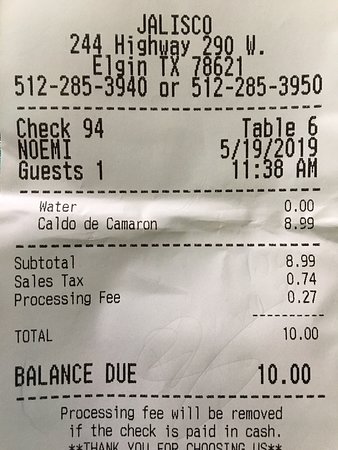 JALISCO
244 Highway 290 W.
Elgin TX 78621
512-285-3940 or 512-285-3950
Check 94 Table 6
NOEMI 5/19/2019
Guests 1 11:38 AM
Water 0.00
Caldo de Camaron 8.99
Subtotal 8.99
Sales Tax 0.74
Processing Fee 0.27
TOTAL 10.00
BALANCE DUE 10.00
Processing fee will be removed
if the check is paid in cash.
**THANK YOU FOR CHOOSING US**